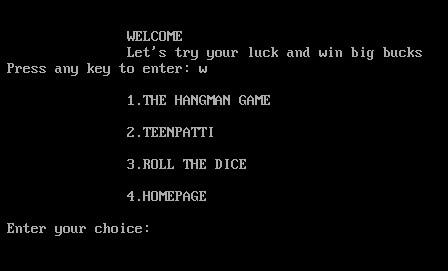 WELCOME
Let's try your luck and win big bucks
Press any key to enter: w
1.THE HANGMAN GAME
2.TEENPATTI
3.ROLL THE DICE
4.HOMEPAGE
Enter your choice: